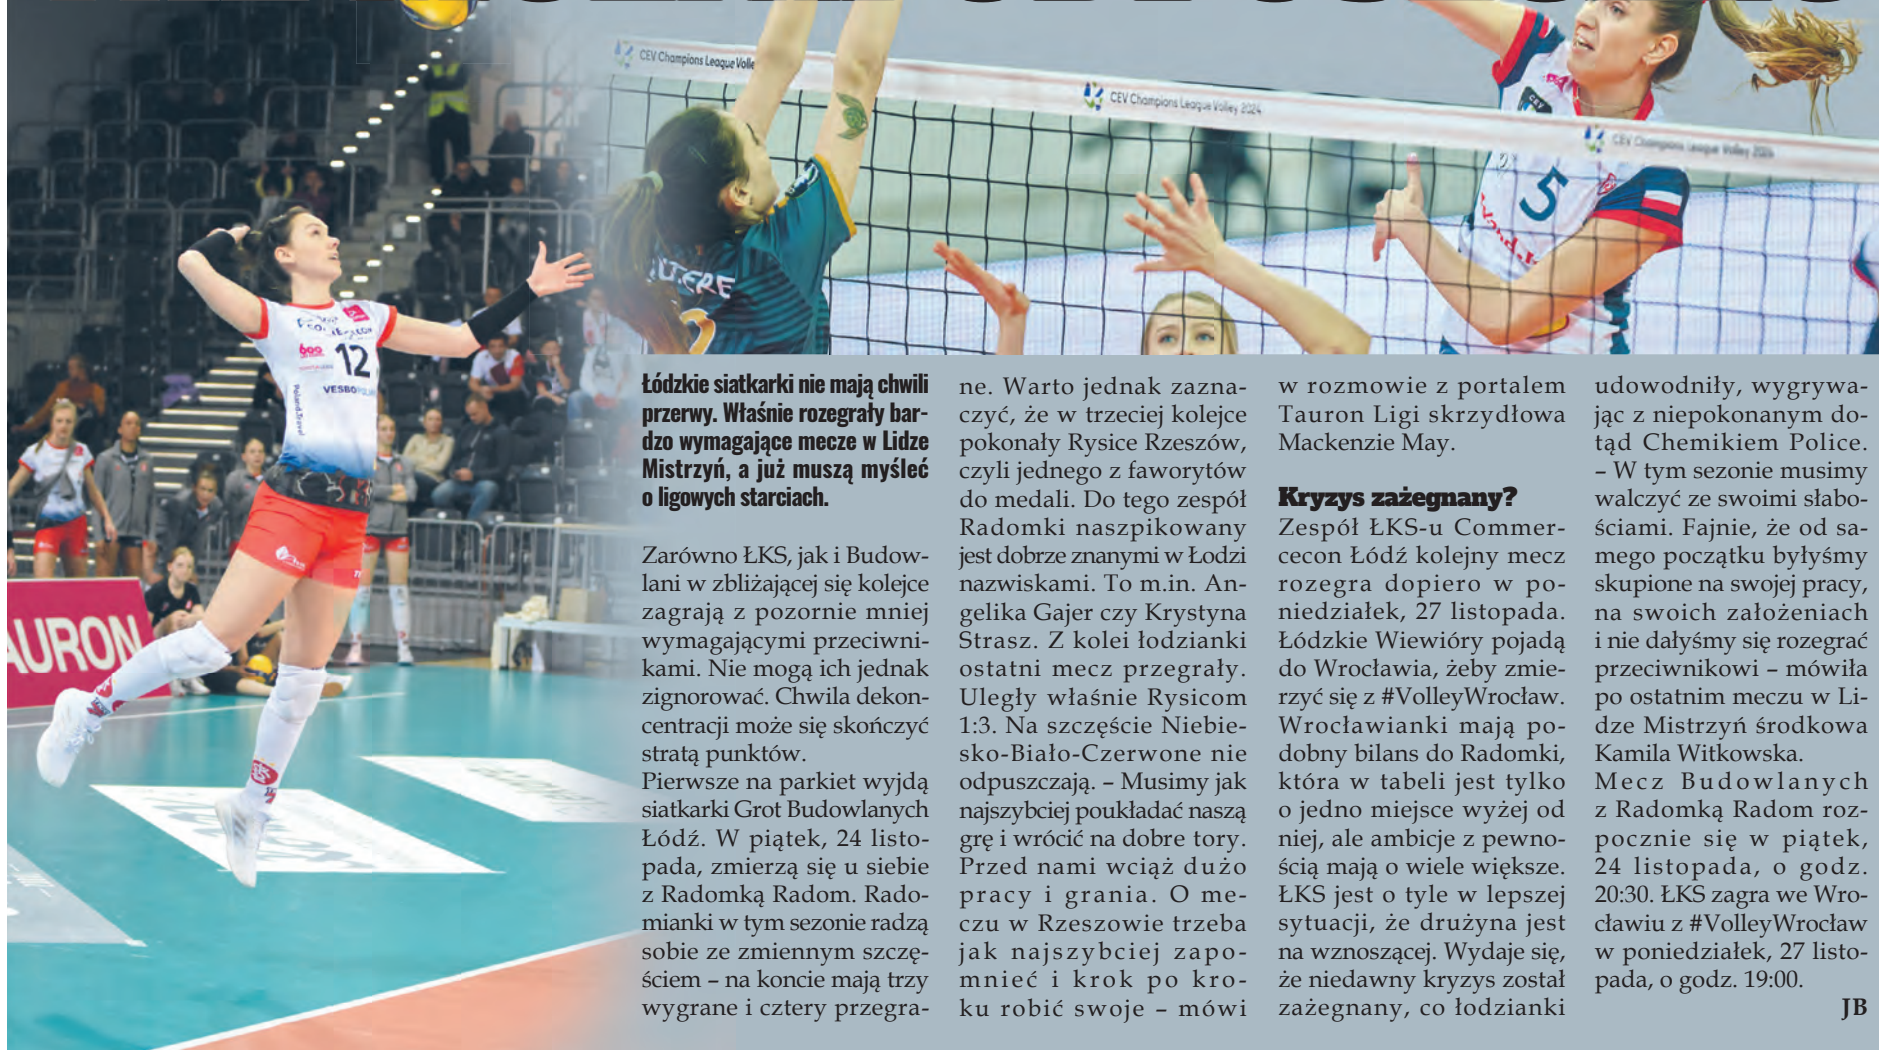 CEV Champions League Volle
CEV Champions League Volley 2024
CEV Champions League Volley 2024
CEV
5
12
VESBO
Poland.Travel
AURON
Łódzkie siatkarki nie mają chwili
przerwy. Właśnie rozegrały bar-
dzo wymagające mecze w Lidze
Mistrzyń, a już muszą myśleć
o ligowych starciach.
Zarówno ŁKS, jak i Budow-
lani w zbliżającej się kolejce
zagrają z pozornie mniej
wymagającymi przeciwni-
kami. Nie mogą ich jednak
zignorować. Chwila dekon-
centracji może się skończyć
stratą punktów.
Pierwsze na parkiet wyjdą
siatkarki Grot Budowlanych
Łódź. W piątek, 24 listo-
pada, zmierzą się u siebie
z Radomką Radom. Rado-
mianki w tym sezonie radzą
sobie ze zmiennym szczę-
ściem – na koncie mają trzy
wygrane i cztery przegra-
ne. Warto jednak zazna-
czyć, że w trzeciej kolejce
pokonały Rysice Rzeszów,
czyli jednego z faworytów
do medali. Do tego zespół
Radomki naszpikowany
jest dobrze znanymi w Łodzi
nazwiskami. To m.in. An-
gelika Gajer czy Krystyna
Strasz. Z kolei łodzianki
ostatni mecz przegrały.
Uległy właśnie Rysicom
1:3. Na szczęście Niebie-
sko-Biało-Czerwone nie
odpuszczają. – Musimy jak
najszybciej poukładać naszą
grę i wrócić na dobre tory.
Przed nami wciąż dużo
pracy i grania. O me-
czu w Rzeszowie trzeba
jak najszybciej zapo-
mnieć i krok po kro-
ku robić swoje – mówi
w rozmowie z portalem
Tauron Ligi skrzydłowa
Mackenzie May.
Kryzys zażegnany?
Zespół ŁKS-u Commer-
cecon Łódź kolejny mecz
rozegra dopiero w po-
niedziałek, 27 listopada.
Łódzkie Wiewióry pojadą
do Wrocławia, żeby zmie-
rzyć się z #VolleyWrocław.
Wrocławianki mają po-
dobny bilans do Radomki,
która w tabeli jest tylko
o jedno miejsce wyżej od
niej, ale ambicje z pewno-
ścią mają o wiele większe.
ŁKS jest o tyle w lepszej
sytuacji, że drużyna jest
na wznoszącej. Wydaje się,
że niedawny kryzys został
zażegnany, co łodzianki
udowodniły, wygrywa-
jąc z niepokonanym do-
tąd Chemikiem Police.
– W tym sezonie musimy
walczyć ze swoimi słabo-
ściami. Fajnie, że od sa-
mego początku byłyśmy
skupione na swojej pracy,
na swoich założeniach
i nie dałyśmy się rozegrać
przeciwnikowi – mówiła
po ostatnim meczu w Li-
dze Mistrzyń środkowa
Kamila Witkowska.
Mecz Budowlanych
z Radomką Radom roz-
pocznie się w piątek,
24 listopada, o godz.
20:30. ŁKS zagra we Wro-
cławiu z #VolleyWrocław
w poniedziałek, 27 listo-
pada, o godz. 19:00.
JB